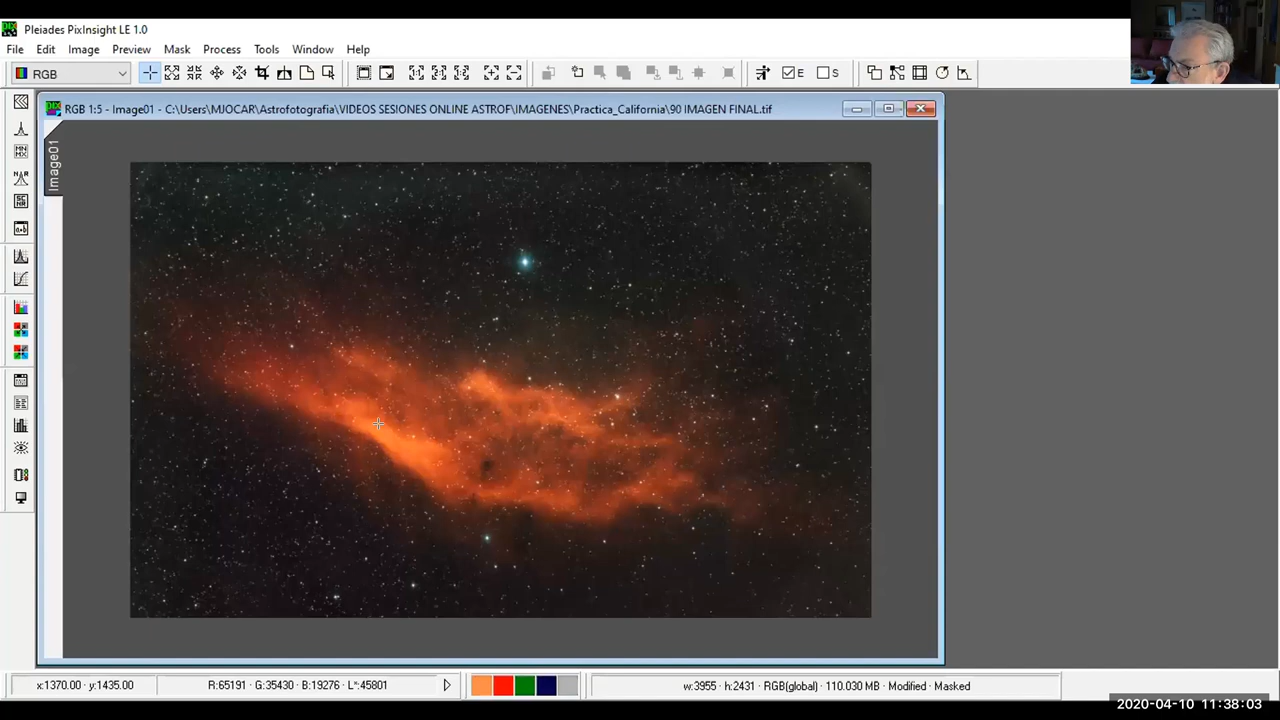 Pleiades PixInsight LE 1.0
File Edit Image Preview Mask Process Tools Window Help
RGB E S
RGB 1:5 - Image01 - C:\Users\MJOCAR\Astrofotografia\VIDEOS SESIONES ONLINE ASTROF\IMAGENES\Practica_California\90 IMAGEN FINAL.tif
Image01
x:1370.00 · y:1435.00 R:65191 · G:35430 · B:19276 · L*:45801 w:3955 · h:2431 · RGB(global) · 110.030 MB · Modified · Masked
2020-04-10 11:38:03